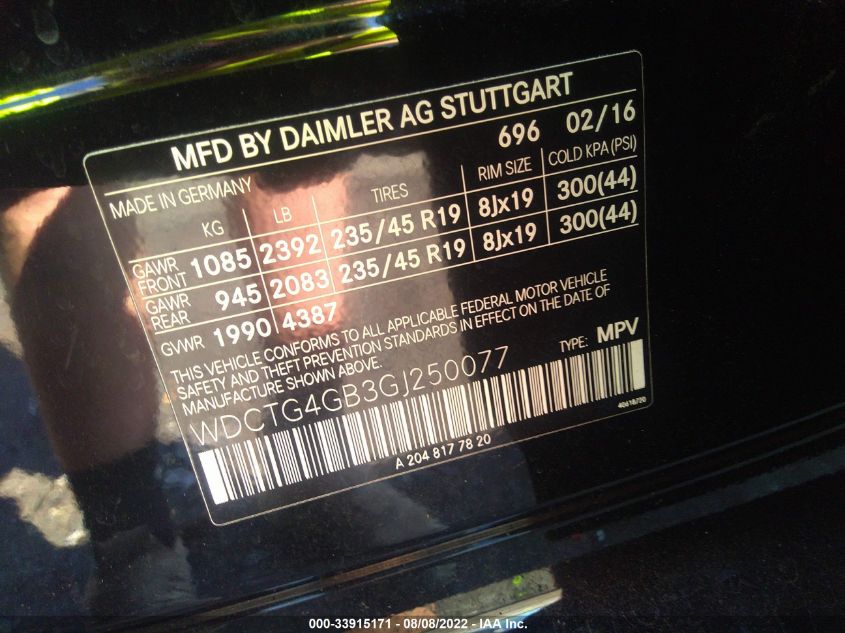 MFD BY DAIMLER AG STUTTGART
696 02/16
MADE IN GERMANY
KG LB TIRES RIM SIZE COLD KPA (PSI)
GAWR FRONT 1085 2392 235/45 R19 8Jx19 300(44)
GAWR REAR 945 2083 235/45 R19 8Jx19 300(44)
GVWR 1990 4387
THIS VEHICLE CONFORMS TO ALL APPLICABLE FEDERAL MOTOR VEHICLE
SAFETY AND THEFT PREVENTION STANDARDS IN EFFECT ON THE DATE OF
MANUFACTURE SHOWN ABOVE.
WDCTG4GB3GJ250077 TYPE: MPV
A 204 817 78 20
40418720
000-33915171 - 08/08/2022 - IAA Inc.